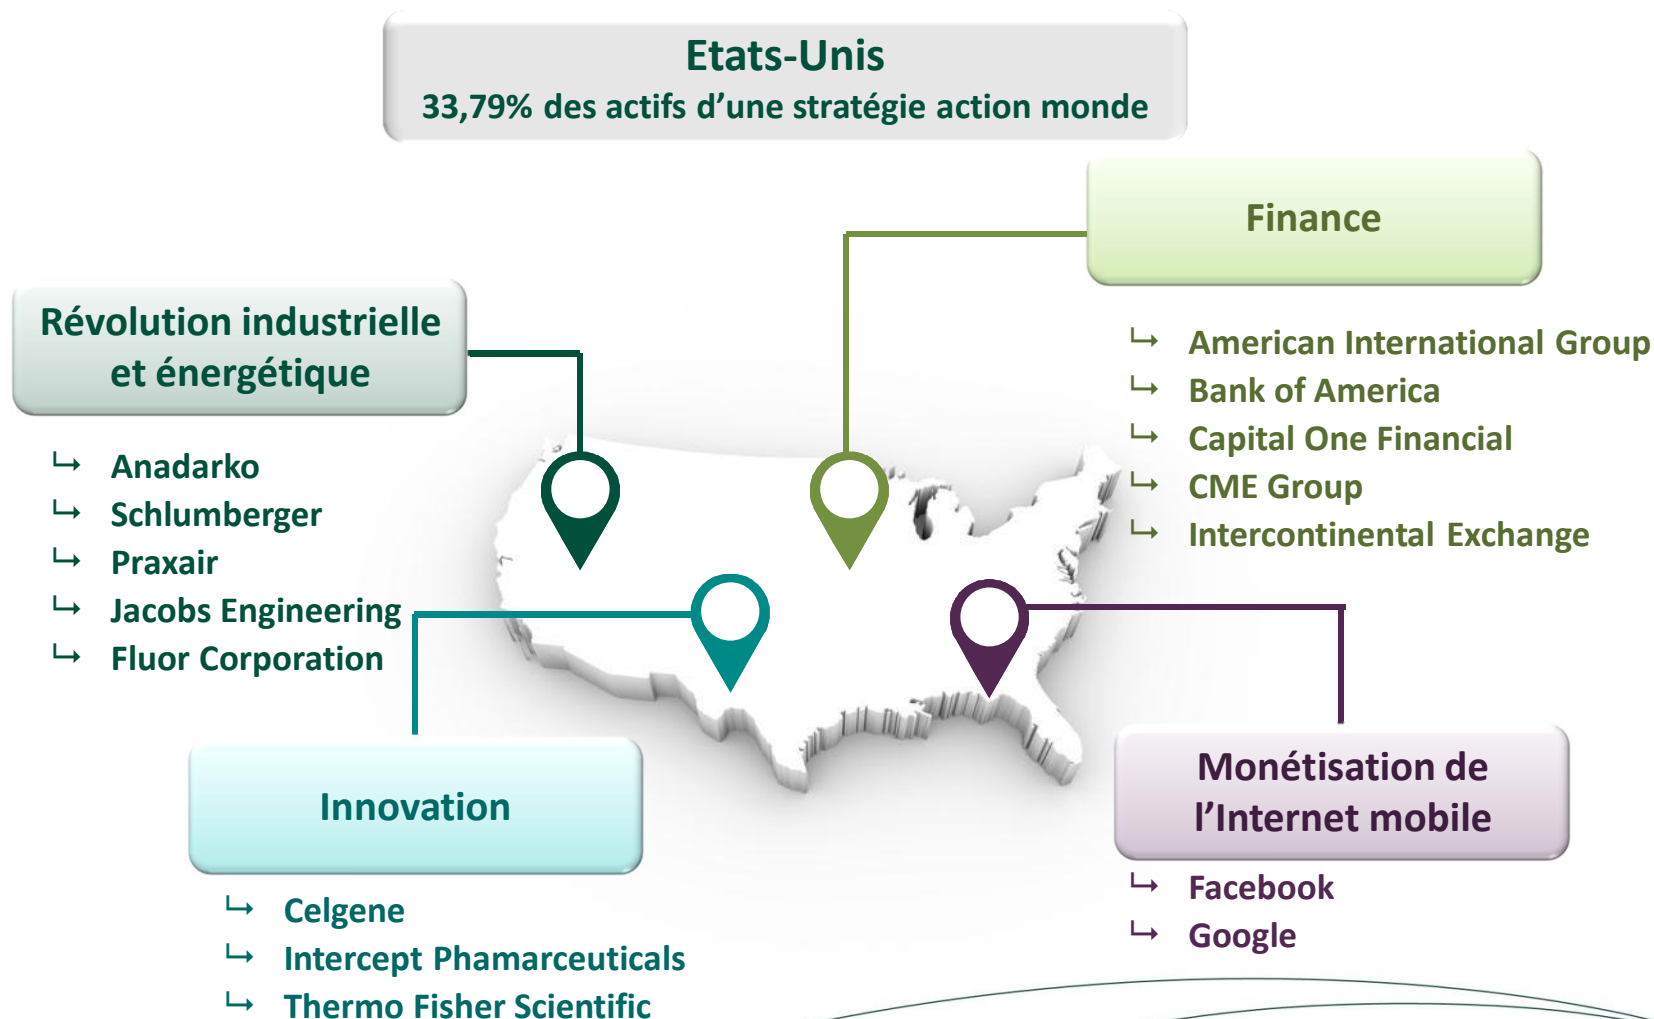 Etats-Unis
33,79% des actifs d’une stratégie action monde
Finance
American International Group
Bank of America
Capital One Financial
CME Group
Intercontinental Exchange
Révolution industrielle
et énergétique
Anadarko
Schlumberger
Praxair
Jacobs Engineering
Fluor Corporation
Innovation
Celgene
Intercept Phamarceuticals
Thermo Fisher Scientific
Monétisation de
l’Internet mobile
Facebook
Google